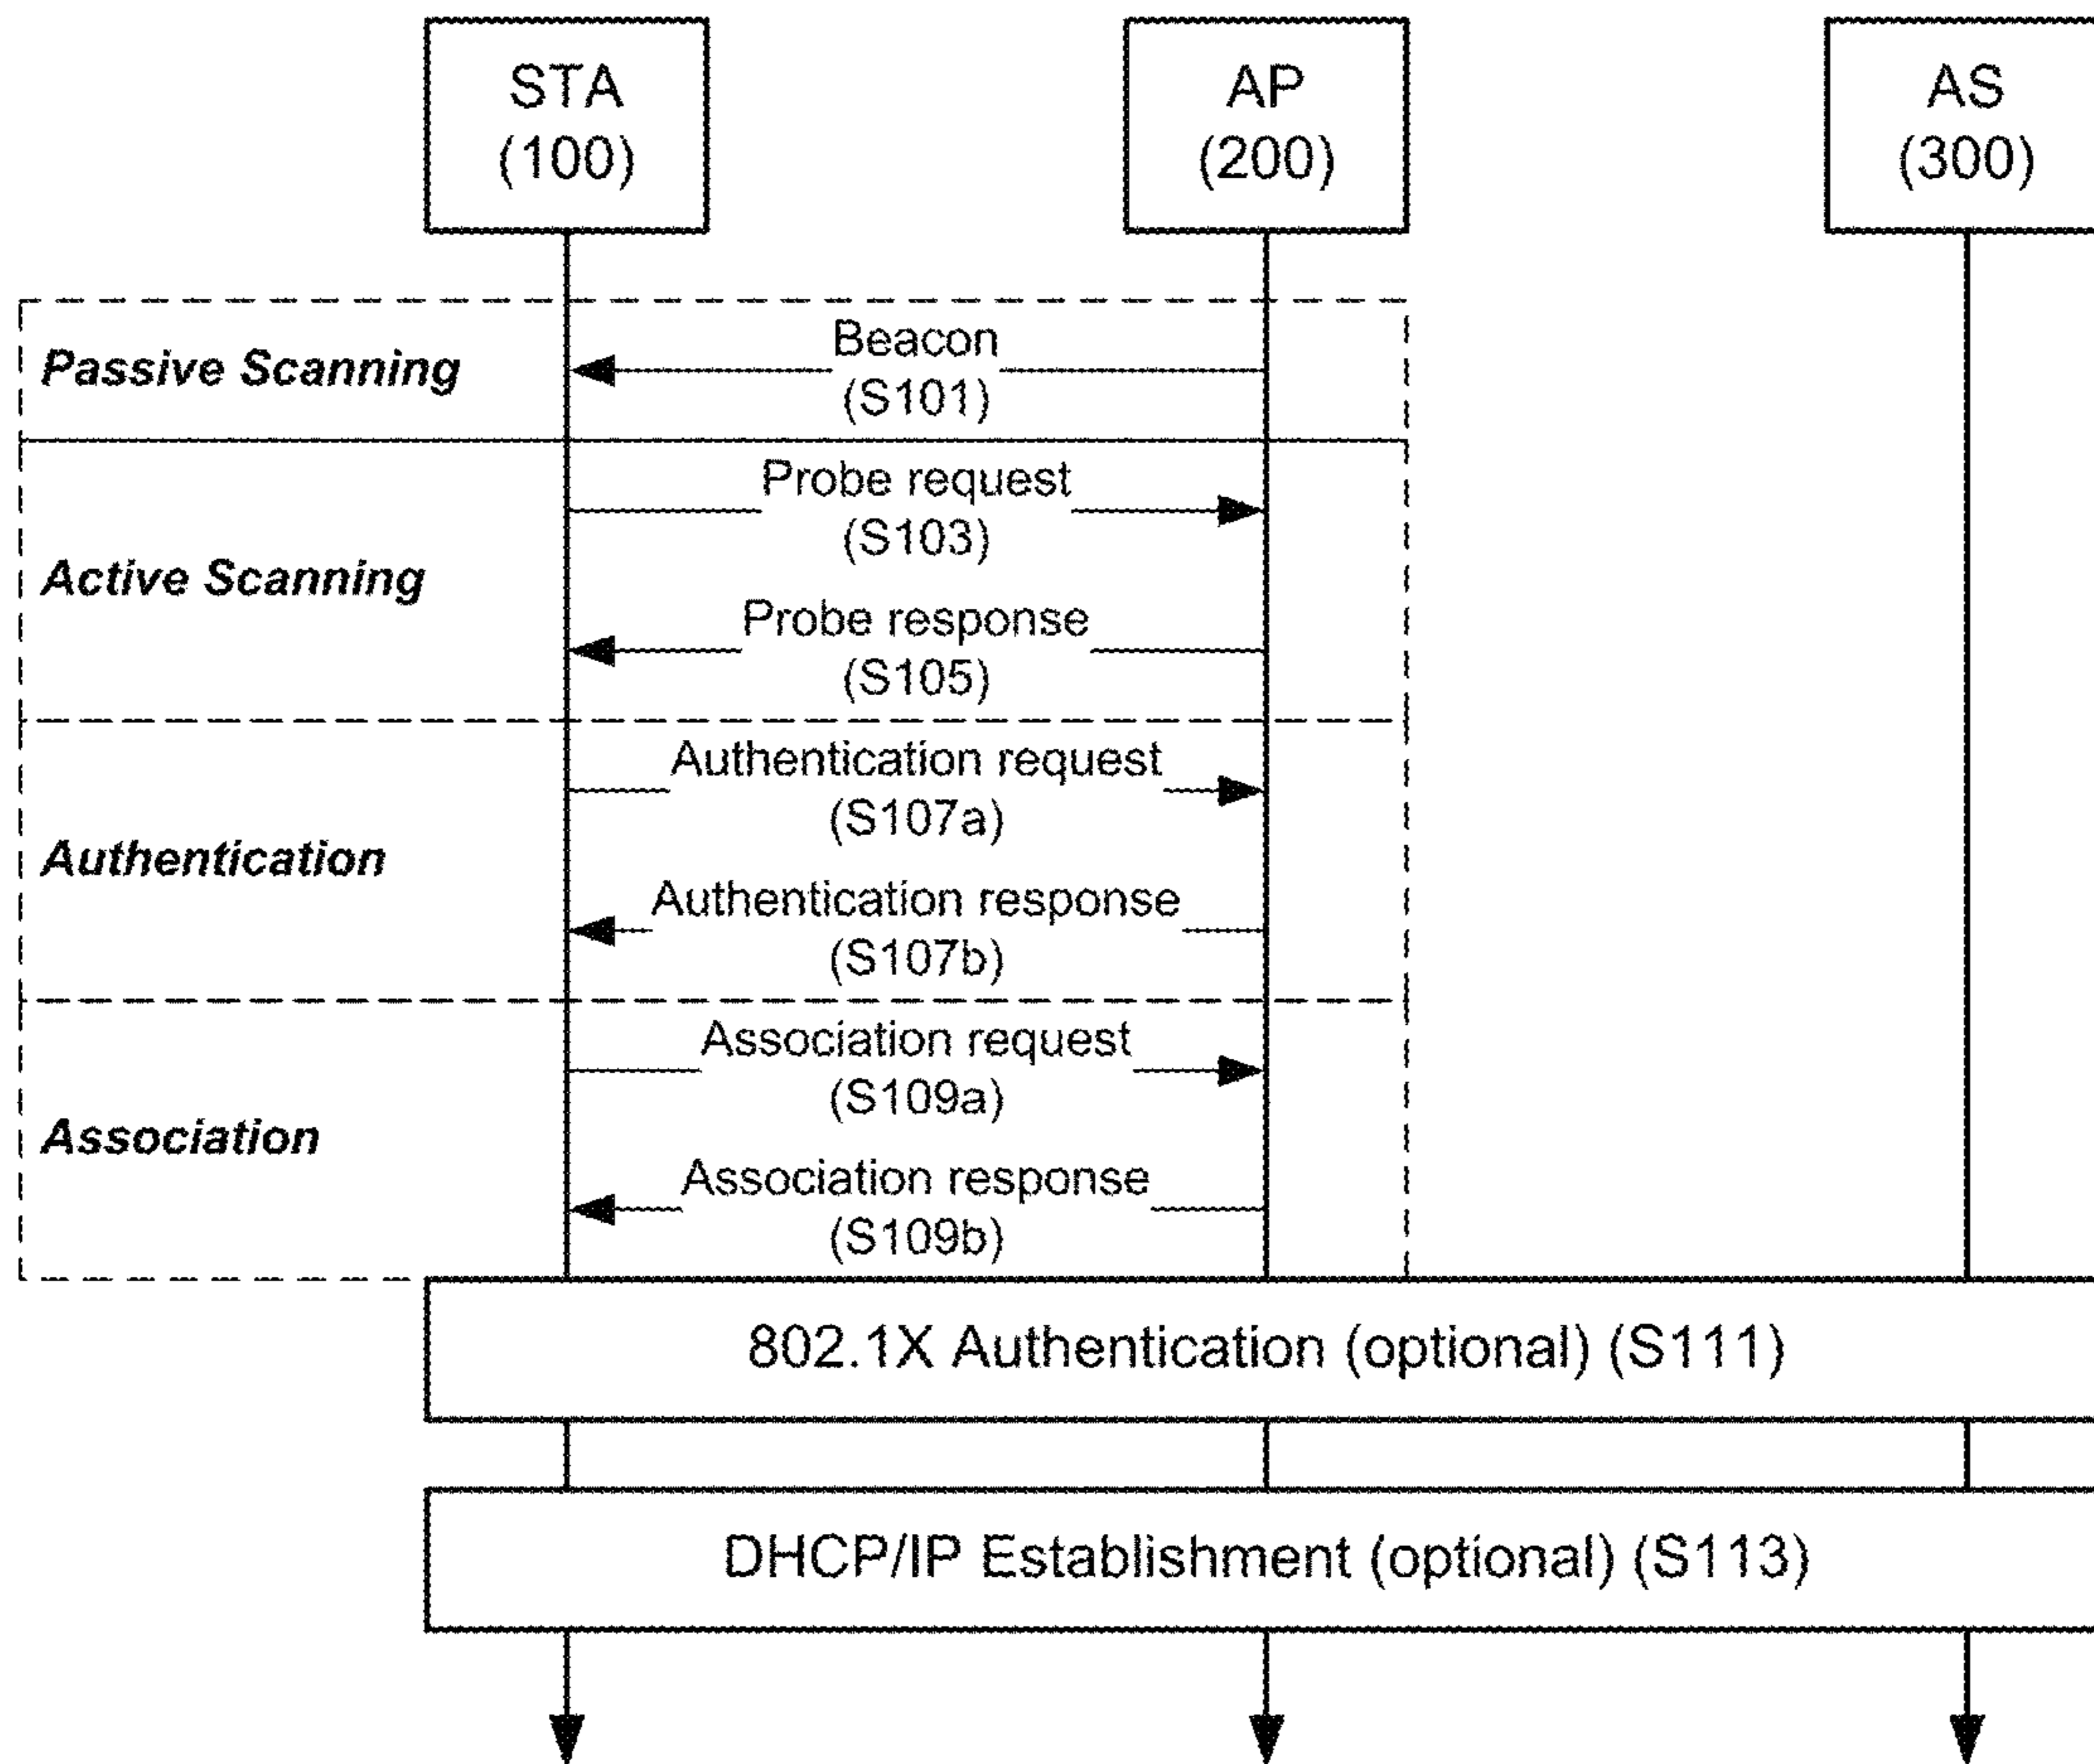 STA
(100)
AP
(200)
AS
(300)
Passive Scanning
Beacon
(S101)
Active Scanning
Probe request
(S103)
Probe response
(S105)
Authentication
Authentication request
(S107a)
Authentication response
(S107b)
Association
Association request
(S109a)
Association response
(S109b)
802.1X Authentication (optional) (S111)
DHCP/IP Establishment (optional) (S113)